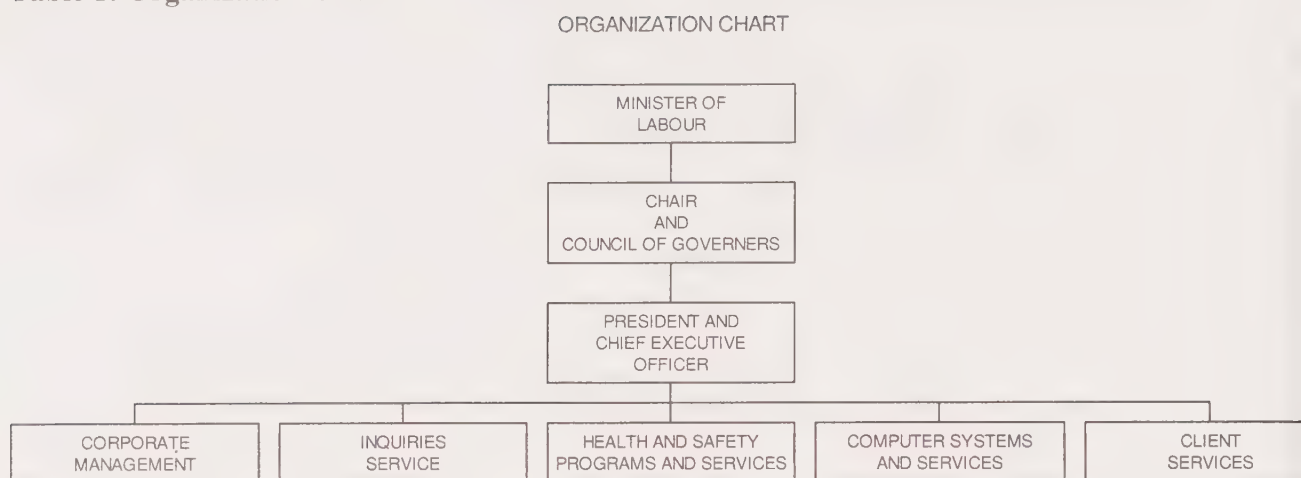 ORGANIZATION CHART
MINISTER OF
LABOUR
CHAIR
AND
COUNCIL OF GOVERNERS
PRESIDENT AND
CHIEF EXECUTIVE
OFFICER
CORPORATE
MANAGEMENT
INQUIRIES
SERVICE
HEALTH AND SAFETY
PROGRAMS AND SERVICES
COMPUTER SYSTEMS
AND SERVICES
CLIENT
SERVICES